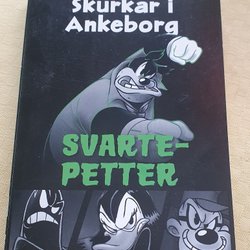 Skurkar i
Ankeborg
SVARTE-
PETTER